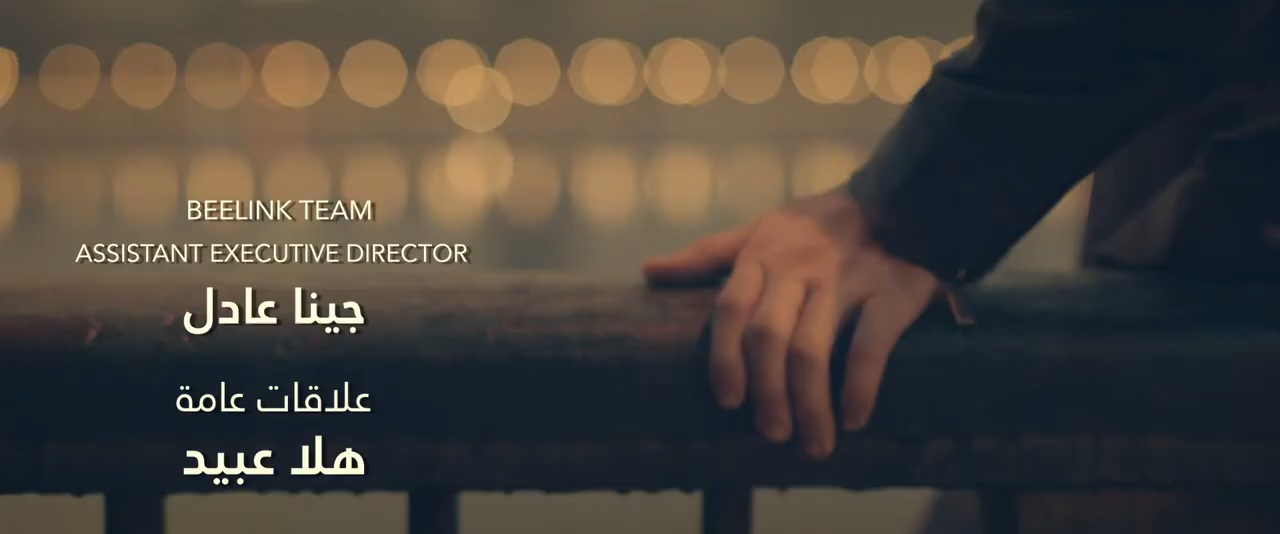 BEELINK TEAM
ASSISTANT EXECUTIVE DIRECTOR
جينا عادل
علاقات عامة
هلا عبيد